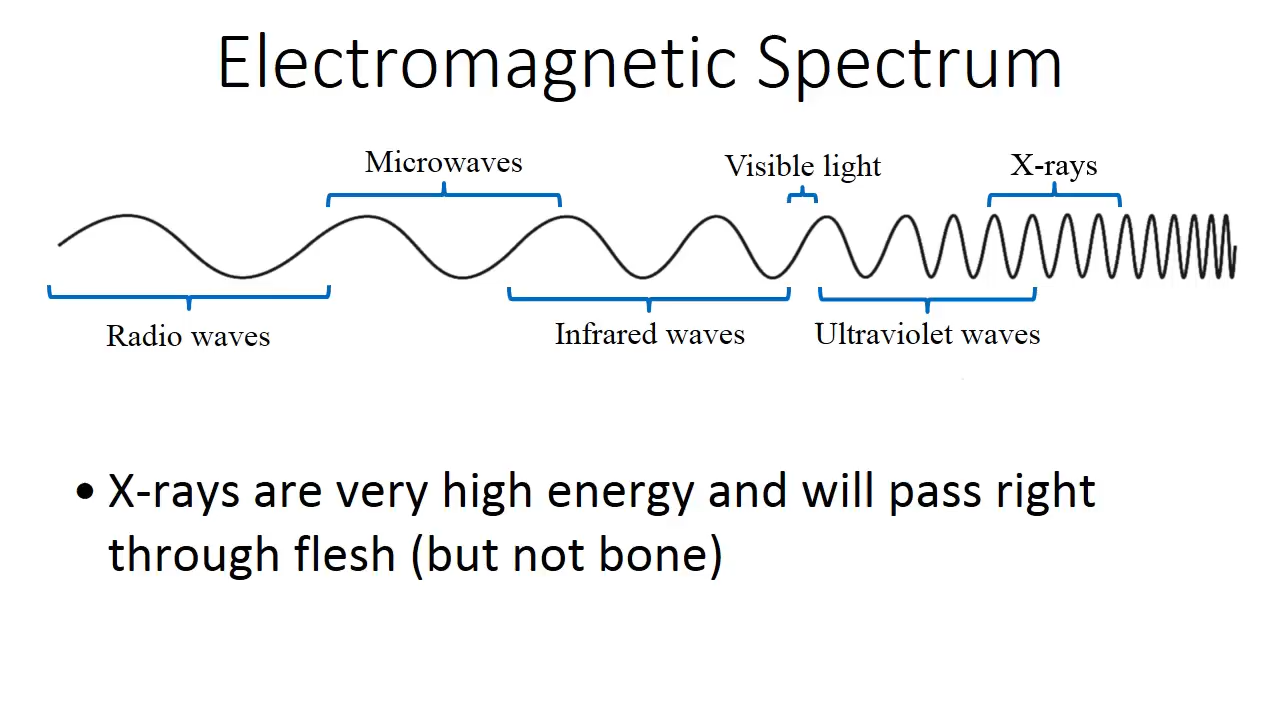 Electromagnetic Spectrum
Microwaves
Visible light
X-rays
Radio waves
Infrared waves
Ultraviolet waves
• X-rays are very high energy and will pass right
through flesh (but not bone)